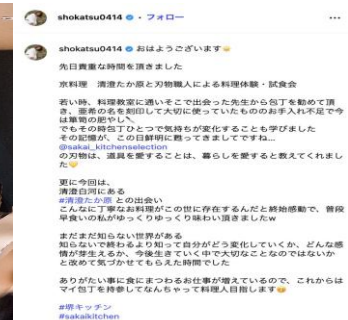 shokatsu0414 • フォロー
shokatsu0414 おはようございます
先日貴重な時間を頂きました
京料理 清澄たか原と刃物職人による料理体験・試食会
若い時、料理教室に通いそこで出会った先生から包丁を勧めて頂
き、亜希の名を刻印して大切に使っていたもののお手入れ不足で今
は箪笥の肥やし
でもその時包丁ひとつで気持ちが変化することも学びました
その記憶が、この日鮮明に甦ってきましてですね...
@sakai_kitchenselection
の刃物は、道具を愛することは、暮らしを愛すると教えてくれまし
た
更に今回は、
清澄白河にある
#清澄たか原 との出会い
こんなに丁寧なお料理がこの世に存在するんだと終始感動で、普段
早食いの私がゆっくりゆっくり味わい頂きましたw
まだまだ知らない世界がある
知らないで終わるより知って自分がどう変化していくか、どんな感
情が芽生えるか、今後生きていく中で大切なことなのではないか
と改めて気づかせてもらえた時間でした
ありがたい事に食にまつわるお仕事が増えているので、これからは
マイ包丁を持参してなんちゃって料理人目指します
#堺キッチン
#sakaikitchen